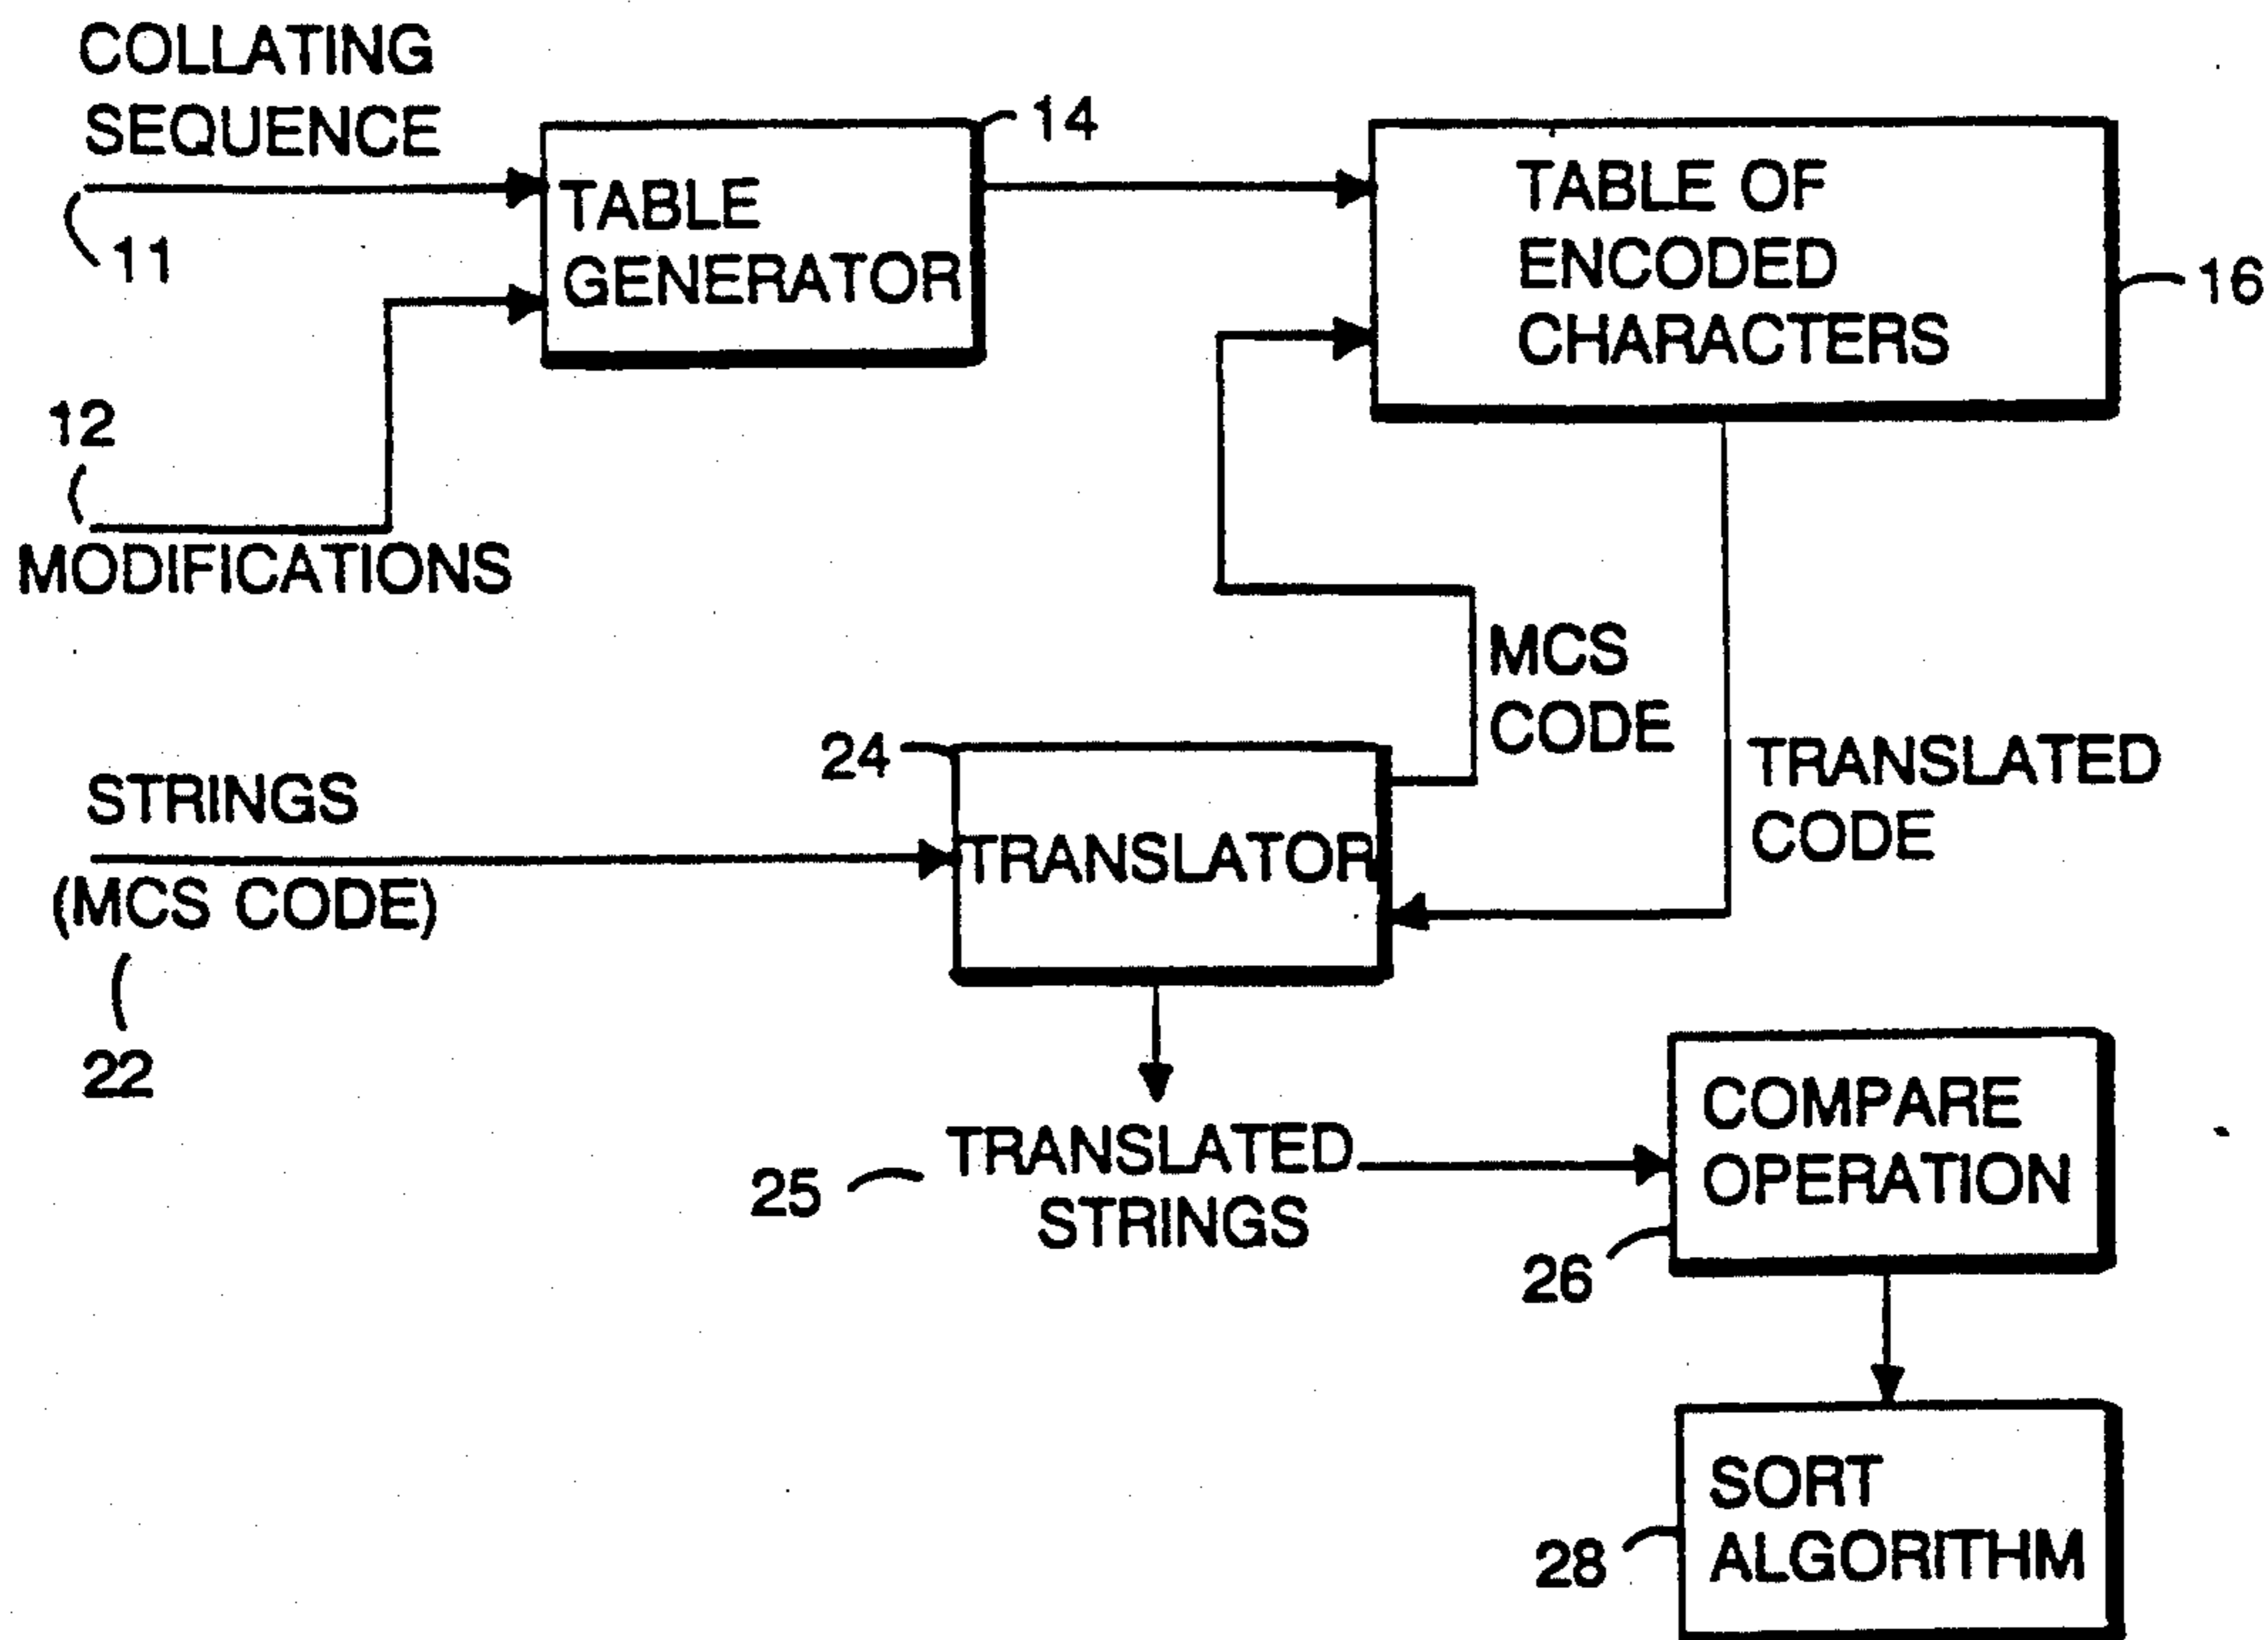 COLLATING
SEQUENCE
11
TABLE
GENERATOR
14
TABLE OF
ENCODED
CHARACTERS
16
12
MODIFICATIONS
MCS
CODE
TRANSLATED
CODE
STRINGS
(MCS CODE)
22
24
TRANSLATOR
25
TRANSLATED
STRINGS
COMPARE
OPERATION
26
SORT
ALGORITHM
28